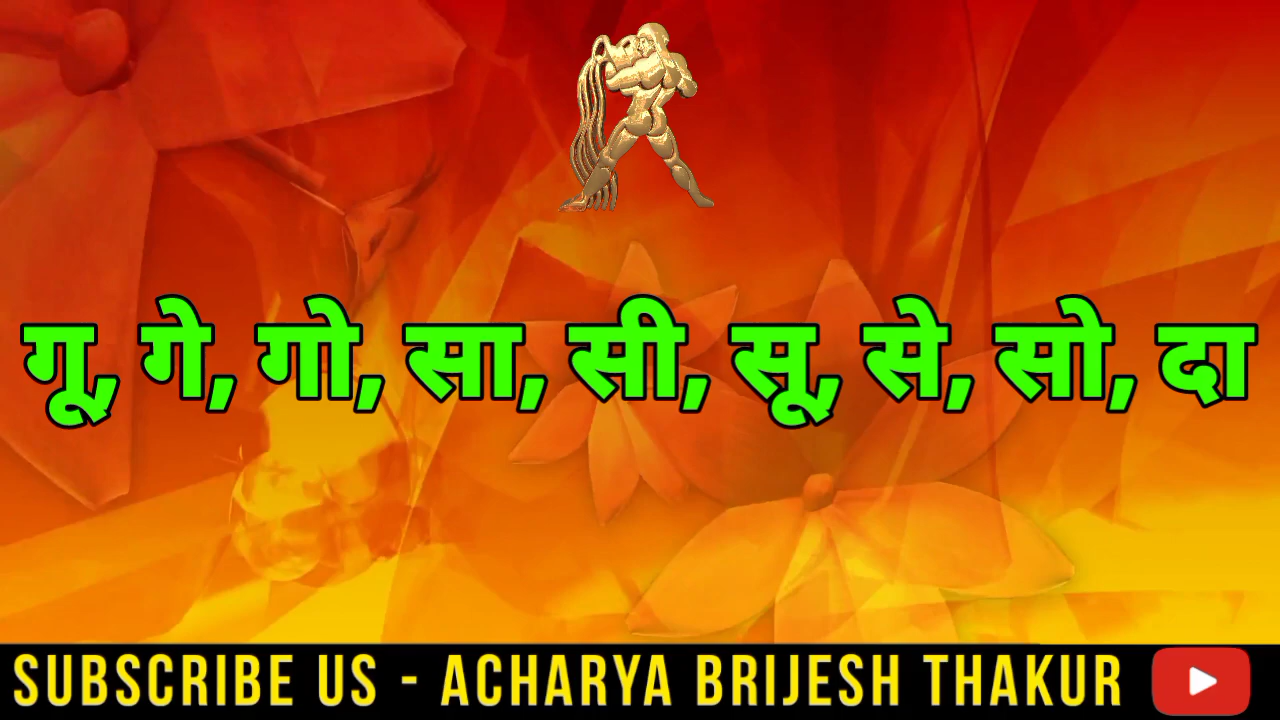 गू, गे, गो, सा, सी, सू, से, सो, दा
SUBSCRIBE US - ACHARYA BRIJESH THAKUR